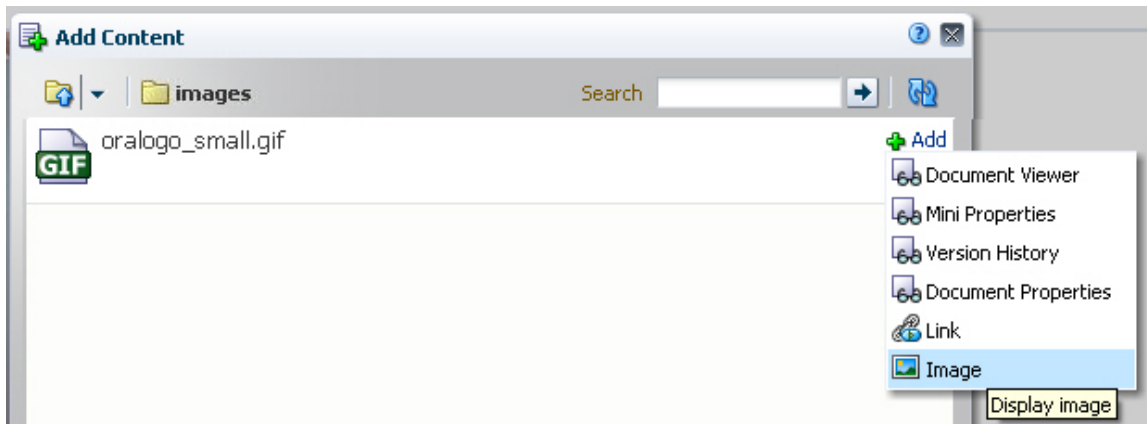 Add Content
images Search
oralogo_small.gif Add
GIF
Document Viewer
Mini Properties
Version History
Document Properties
Link
Image
Display image